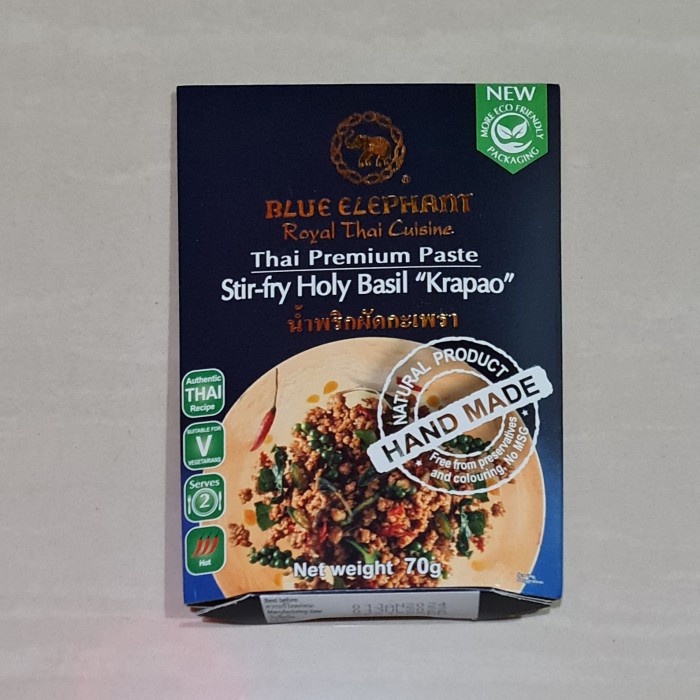 NEW
MORE ECO FRIENDLY
PACKAGING
BLUE ELEPHANT
®
Royal Thai Cuisine
Thai Premium Paste
Stir-fry Holy Basil “Krapao”
น้ำพริกผัดกะเพรา
NATURAL PRODUCT
HAND MADE
Free from preservatives
and colouring, No MSG
Authentic
THAI
Recipe
SUITABLE FOR
V
VEGETARIANS
Serves
2
Hot
Net weight 70g
Best before